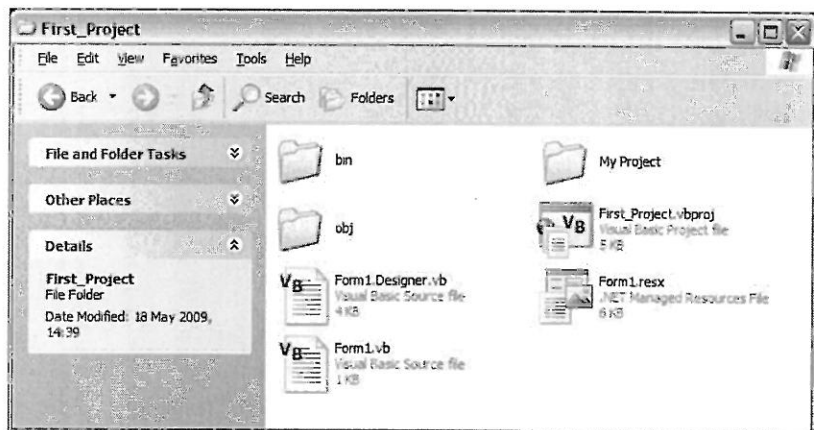 First_Project
File Edit View Favorites Tools Help
Back Search Folders
File and Folder Tasks
Other Places
Details
First_Project
File Folder
Date Modified: 18 May 2009,
14:39
bin
My Project
obj
First_Project.vbproj
Visual Basic Project file
5 KB
Form1.Designer.vb
Visual Basic Source file
4 KB
Form1.resx
.NET Managed Resources File
6 KB
Form1.vb
Visual Basic Source file
1 KB